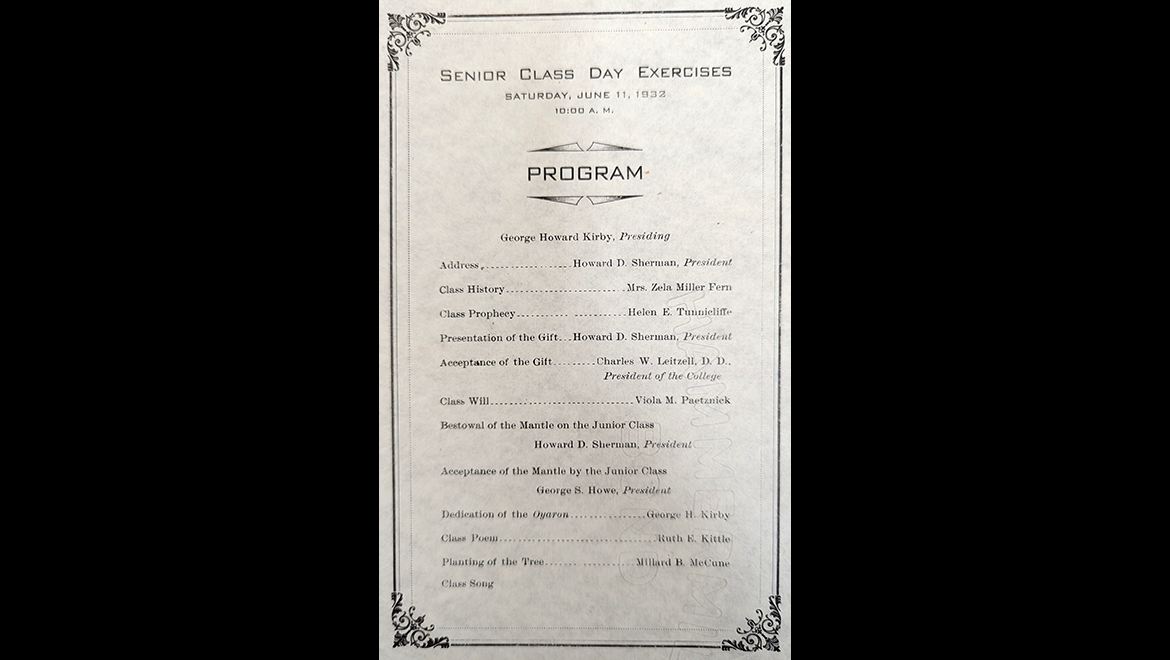 SENIOR CLASS DAY EXERCISES
SATURDAY, JUNE 11, 1932
10:00 A. M.
PROGRAM
George Howard Kirby, Presiding
Address. Howard D. Sherman, President
Class History Mrs. Zela Miller Fern
Class Prophecy Helen E. Tunnicliffe
Presentation of the Gift Howard D. Sherman, President
Acceptance of the Gift Charles W. Leitzell, D. D.,
President of the College
Class Will Viola M. Paetznick
Bestowal of the Mantle on the Junior Class
Howard D. Sherman, President
Acceptance of the Mantle by the Junior Class
George S. Howe, President
Dedication of the Oyaron George H. Kirby
Class Poem Ruth E. Kittle
Planting of the Tree Millard B. McCune
Class Song